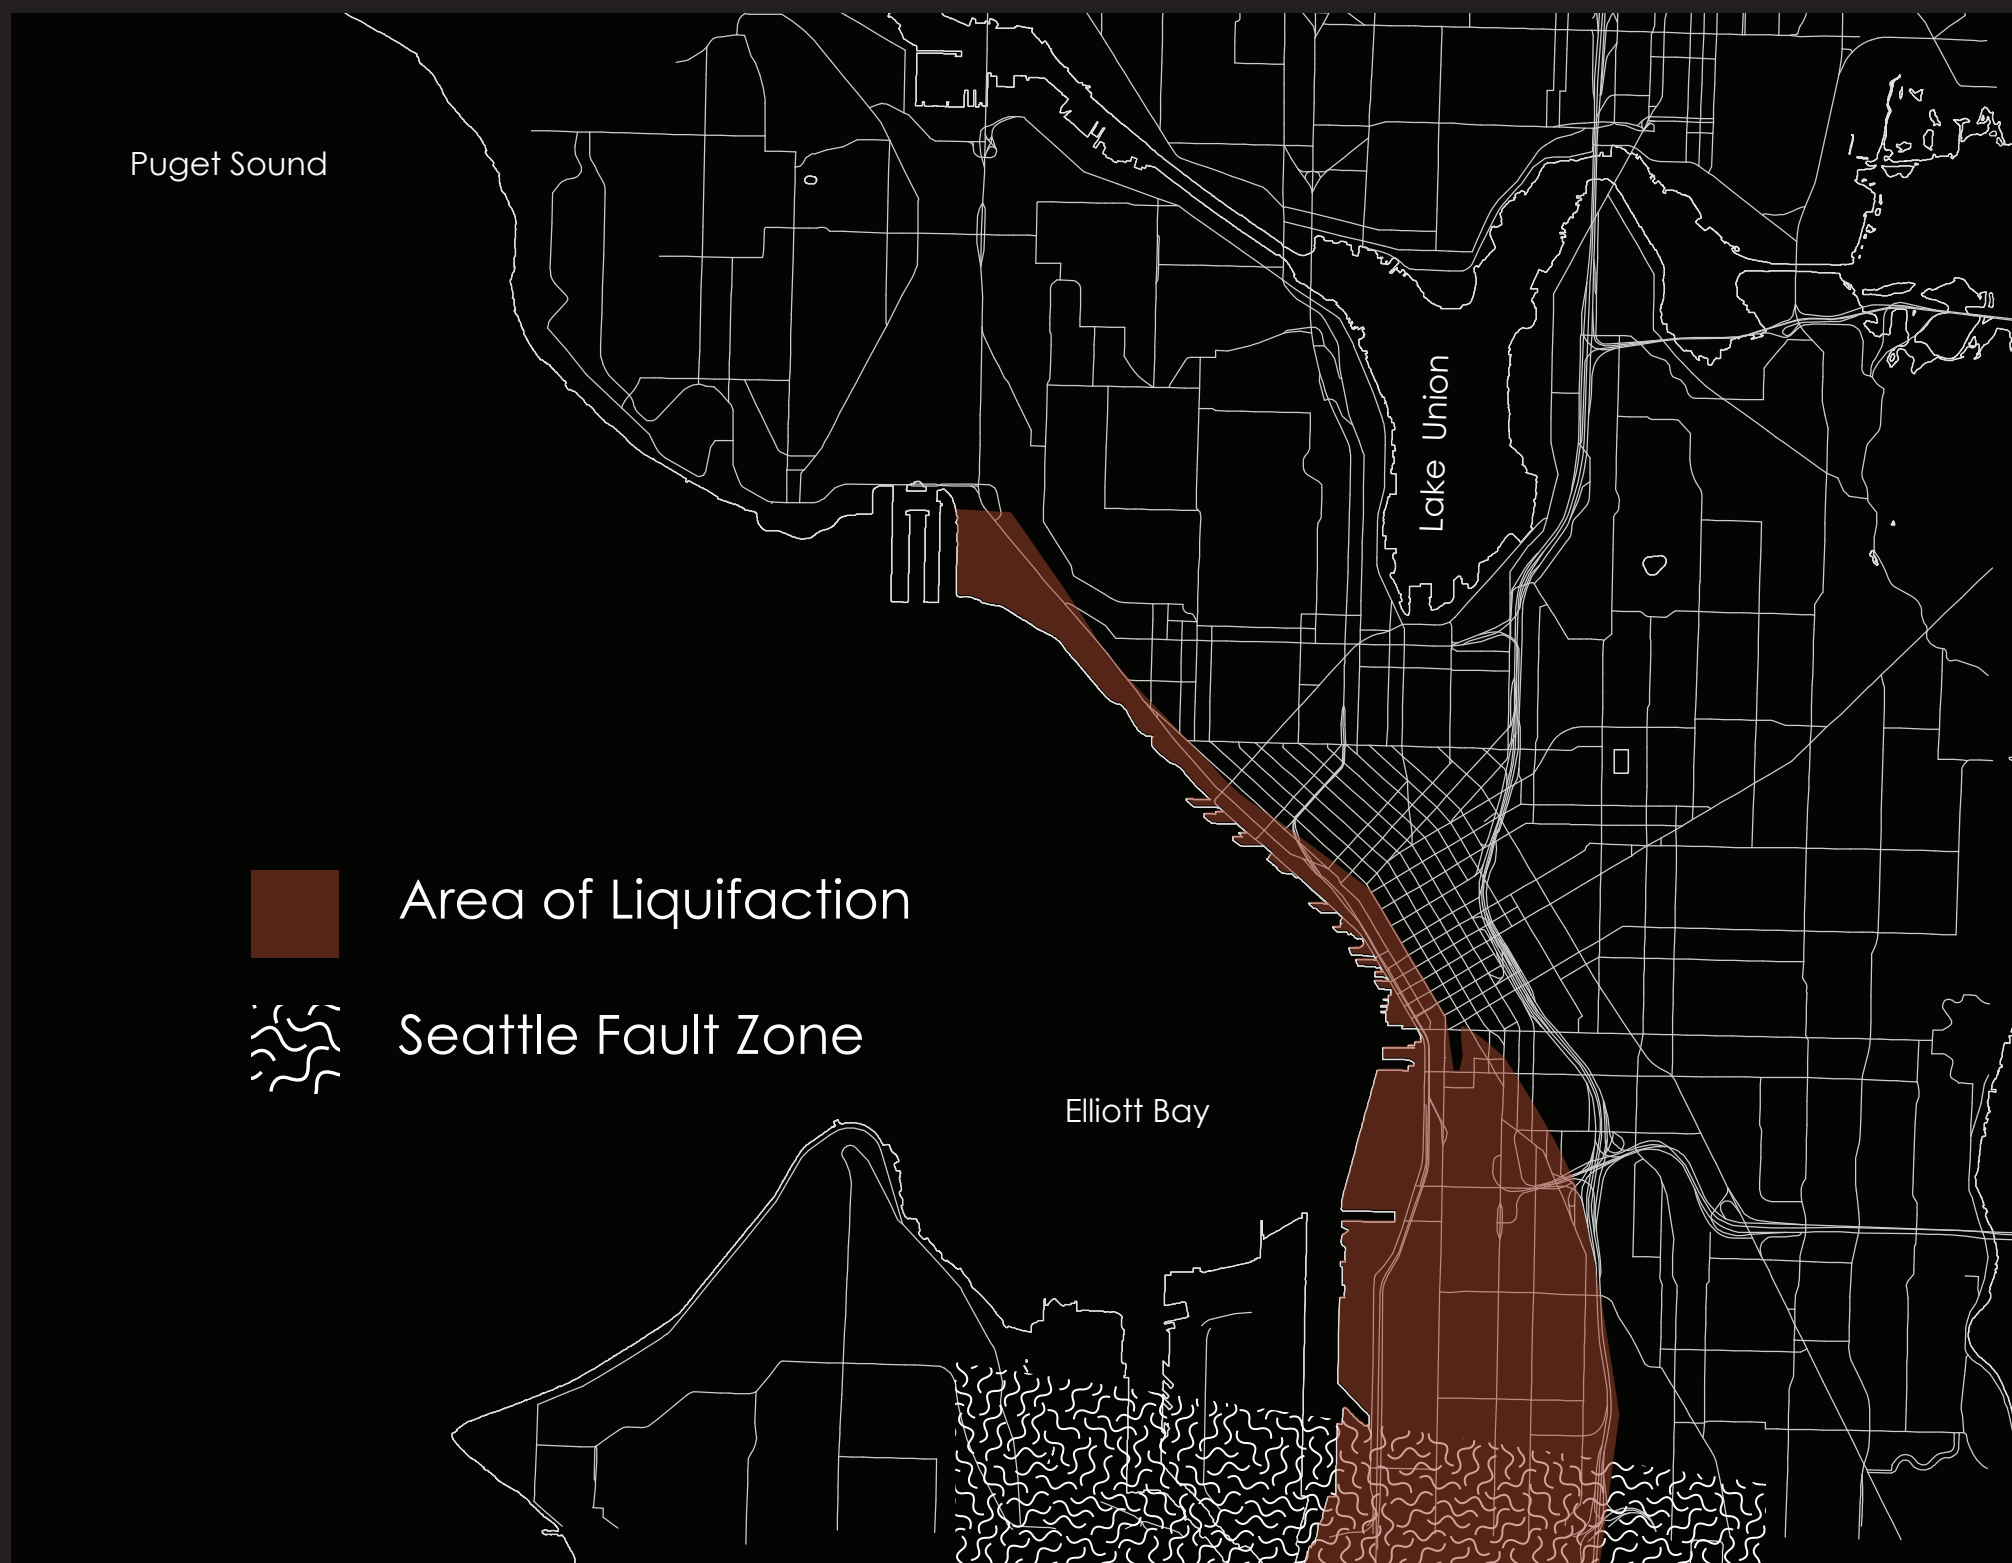 Puget Sound
Lake Union
Area of Liquifaction
Seattle Fault Zone
Elliott Bay